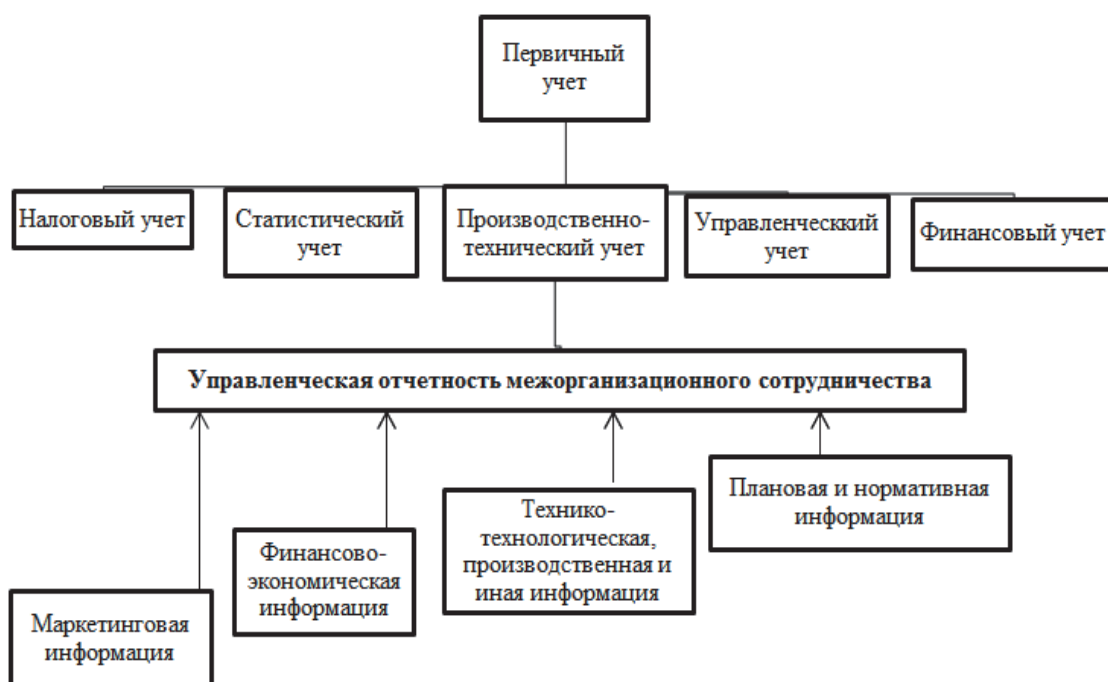 Первичный
учет
Налоговый учет
Статистический
учет
Производственно-
технический учет
Управленческкий
учет
Финансовый учет
Управленческая отчетность межорганизационного сотрудничества
Маркетинговая
информация
Финансово-
экономическая
информация
Технико-
технологическая,
производственная и
иная информация
Плановая и нормативная
информация